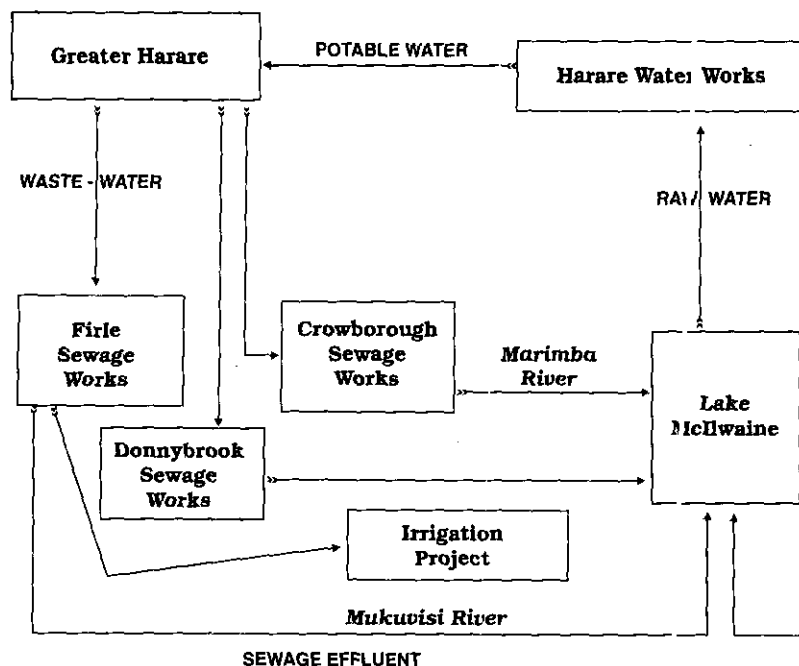 Greater Harare
POTABLE WATER
Harare Water Works
WASTE - WATER
RAW WATER
Firle
Sewage
Works
Crowborough
Sewage
Works
Marimba
River
Lake
McIlwaine
Donnybrook
Sewage
Works
Irrigation
Project
Mukuvisi River
SEWAGE EFFLUENT